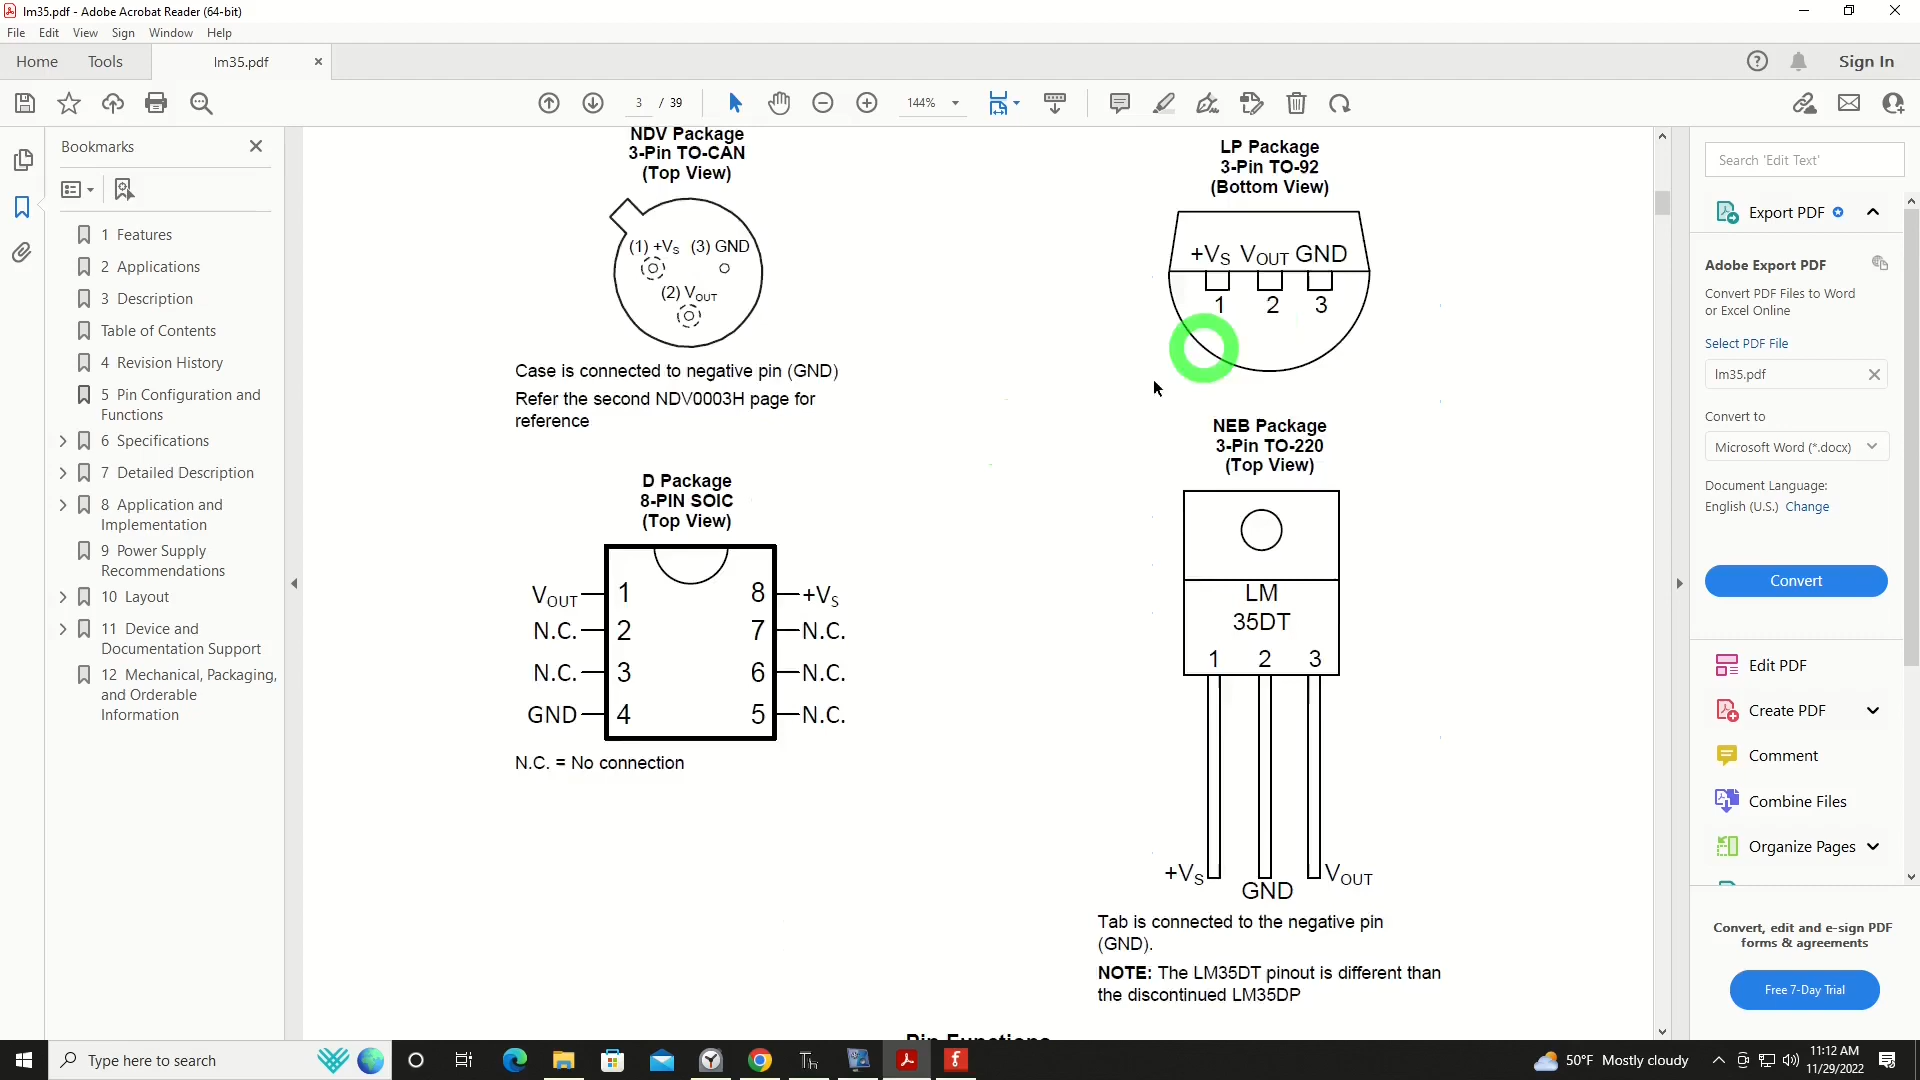 lm35.pdf - Adobe Acrobat Reader (64-bit)
File Edit View Sign Window Help
Home Tools lm35.pdf Sign In
3 / 39 144%
Bookmarks
1 Features
2 Applications
3 Description
Table of Contents
4 Revision History
5 Pin Configuration and
Functions
6 Specifications
7 Detailed Description
8 Application and
Implementation
9 Power Supply
Recommendations
10 Layout
11 Device and
Documentation Support
12 Mechanical, Packaging,
and Orderable
Information
NDV Package
3-Pin TO-CAN
(Top View)
(1) +VS (3) GND
(2) VOUT
Case is connected to negative pin (GND)
Refer the second NDV0003H page for
reference
D Package
8-PIN SOIC
(Top View)
VOUT 1 8 +VS
N.C. 2 7 N.C.
N.C. 3 6 N.C.
GND 4 5 N.C.
N.C. = No connection
LP Package
3-Pin TO-92
(Bottom View)
+VS VOUT GND
1 2 3
NEB Package
3-Pin TO-220
(Top View)
LM
35DT
1 2 3
+VS GND VOUT
Tab is connected to the negative pin
(GND).
NOTE: The LM35DT pinout is different than
the discontinued LM35DP
Pin Functions
Search 'Edit Text'
Export PDF
Adobe Export PDF
Convert PDF Files to Word
or Excel Online
Select PDF File
lm35.pdf
Convert to
Microsoft Word (*.docx)
Document Language:
English (U.S.) Change
Convert
Edit PDF
Create PDF
Comment
Combine Files
Organize Pages
Convert, edit and e-sign PDF
forms & agreements
Free 7-Day Trial
Type here to search
50°F Mostly cloudy
11:12 AM
11/29/2022